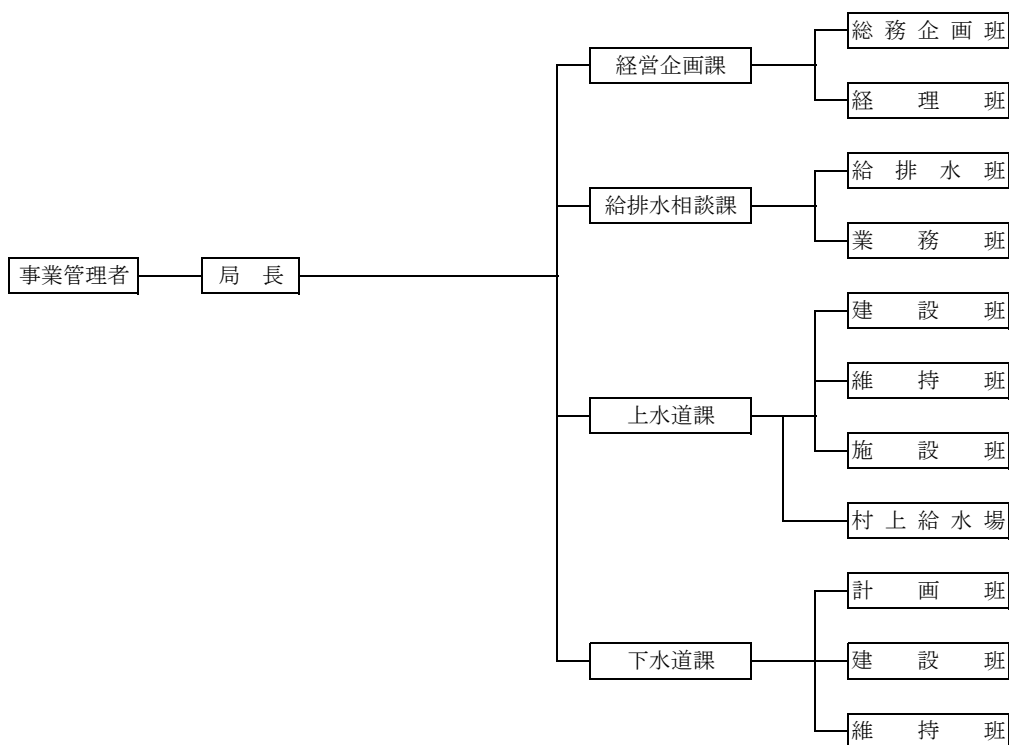 事業管理者
局長
経営企画課
総務企画班
経理班
給排水相談課
給排水班
業務班
上水道課
建設班
維持班
施設班
村上給水場
下水道課
計画班
建設班
維持班